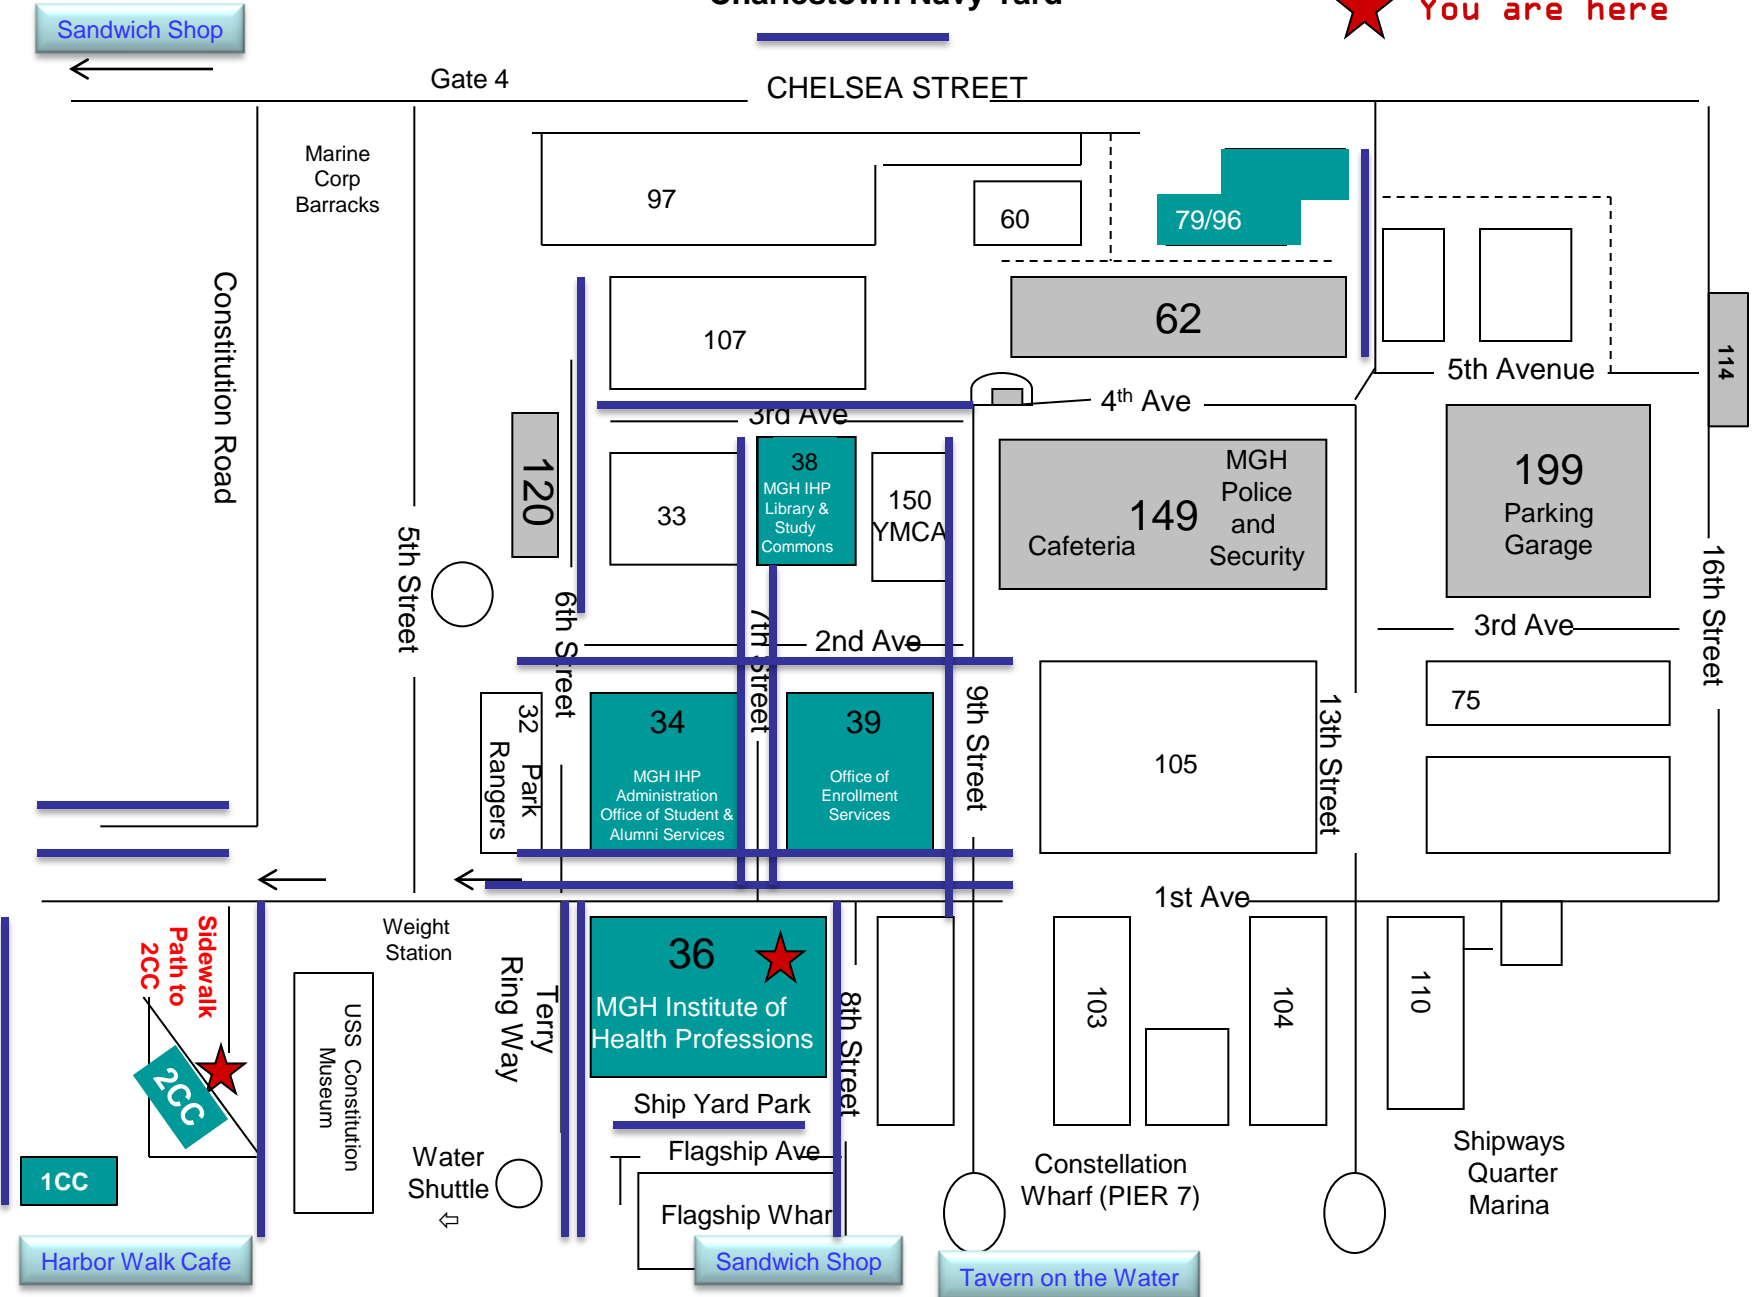 Charlestown Navy Yard
You are here
Sandwich Shop
Gate 4
CHELSEA STREET
Marine
Corp
Barracks
97
60
79/96
Constitution Road
107
62
114
5th Avenue
4th Ave
3rd Ave
120
33
38
MGH IHP
Library &
Study
Commons
150
YMCA
149
Cafeteria
MGH
Police
and
Security
199
Parking
Garage
5th Street
6th Street
7th Street
2nd Ave
3rd Ave
16th Street
32 Park
Rangers
34
MGH IHP
Administration
Office of Student &
Alumni Services
39
Office of
Enrollment
Services
9th Street
105
13th Street
75
1st Ave
Sidewalk
Path to
2CC
Weight
Station
Terry
Ring Way
36
MGH Institute of
Health Professions
8th Street
103
104
110
USS Constitution
Museum
2CC
1CC
Ship Yard Park
Flagship Ave
Water
Shuttle
⇦
Flagship Whar
Constellation
Wharf (PIER 7)
Shipways
Quarter
Marina
Harbor Walk Cafe
Sandwich Shop
Tavern on the Water